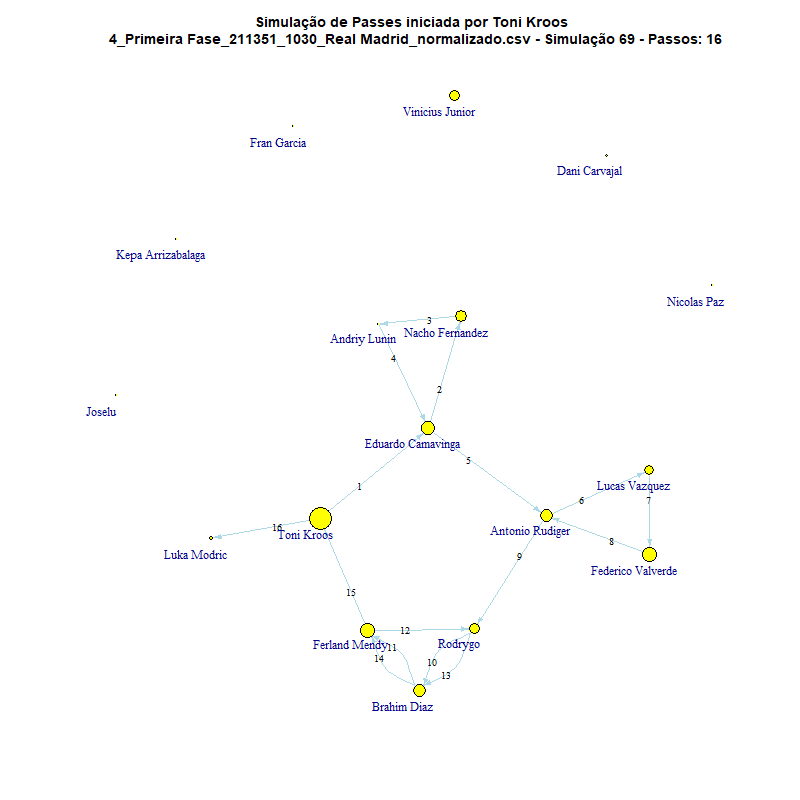 Simulação de Passes iniciada por Toni Kroos
4_Primeira Fase_211351_1030_Real Madrid_normalizado.csv - Simulação 69 - Passos: 16
Vinicius Junior
Fran Garcia
Dani Carvajal
Kepa Arrizabalaga
Nicolas Paz
3
Nacho Fernandez
Andriy Lunin
4
2
Joselu
Eduardo Camavinga
5
1
Lucas Vazquez
6
7
16
Toni Kroos
Antonio Rudiger
8
Luka Modric
9
Federico Valverde
15
12
Ferland Mendy
11
Rodrygo
14
10
13
Brahim Diaz